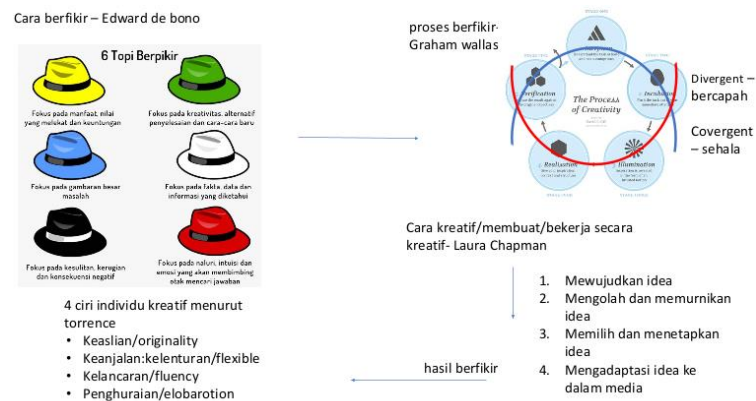 Cara berfikir – Edward de bono
6 Topi Berpikir
Fokus pada manfaat, nilai
yang melekat dan keuntungan
Fokus pada kreativitas, alternatif
penyelesaian dan cara-cara baru
Fokus pada gambaran besar
masalah
Fokus pada fakta, data dan
informasi yang diketahui
Fokus pada kesulitan, kerugian
dan konsekuensi negatif
Fokus pada naluri, intuisi dan
emosi yang akan membimbing
otak mencari jawaban
4 ciri individu kreatif menurut
torrence
• Keaslian/originality
• Keanjalan:kelenturan/flexible
• Kelancaran/fluency
• Penghuraian/elobarotion
proses berfikir-
Graham wallas
The Process
of Creativity
Verification
Incubation
Realisation
Illumination
Divergent –
bercapah
Covergent
– sehala
Cara kreatif/membuat/bekerja secara
kreatif- Laura Chapman
1. Mewujudkan idea
2. Mengolah dan memurnikan
idea
3. Memilih dan menetapkan
idea
4. Mengadaptasi idea ke
dalam media
hasil berfikir